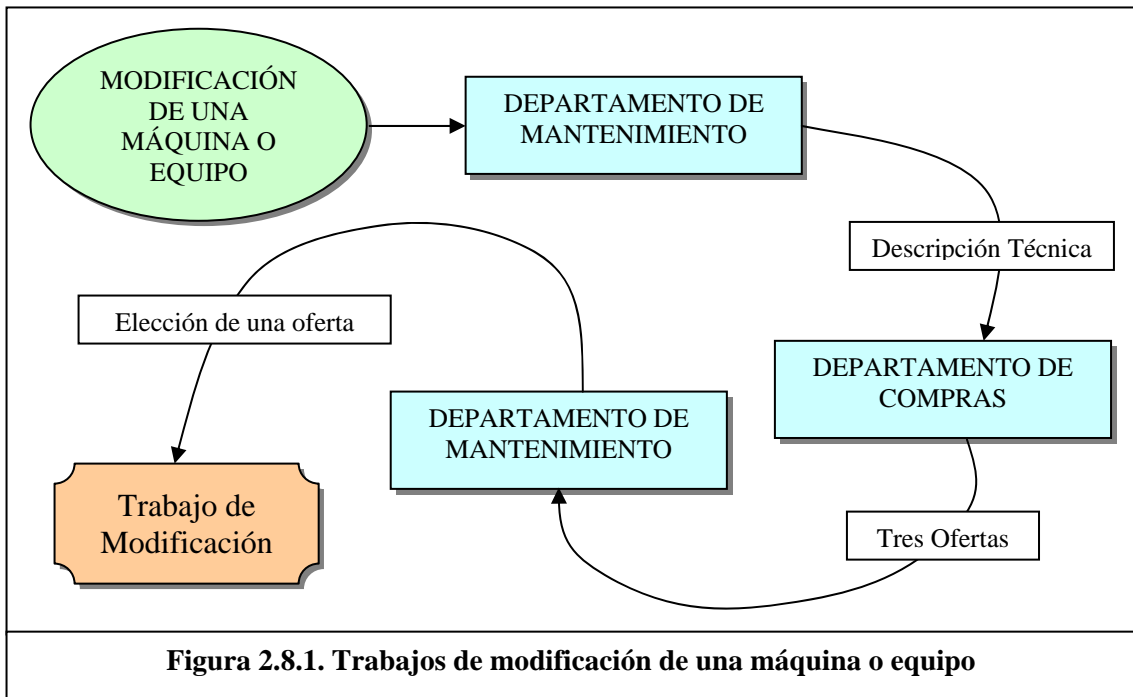 MODIFICACIÓN
DE UNA
MÁQUINA O
EQUIPO
DEPARTAMENTO DE
MANTENIMIENTO
Descripción Técnica
DEPARTAMENTO DE
COMPRAS
Tres Ofertas
DEPARTAMENTO DE
MANTENIMIENTO
Elección de una oferta
Trabajo de
Modificación
Figura 2.8.1. Trabajos de modificación de una máquina o equipo